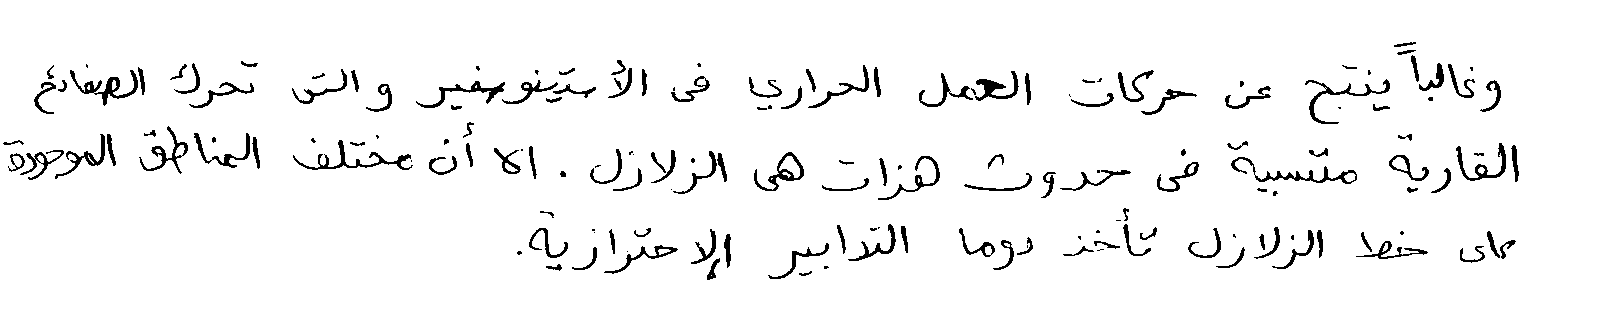 وغالباً ينتج عن حركات الحمل الحراري في الأستينوسفير والتى تحرك الصفائح
القارية متسببة فى حدوث هزات هى الزلازل . الا أن مختلف المناطق الموجودة
على خط الزلازل تأخذ دوما التدابير الإحترازية.